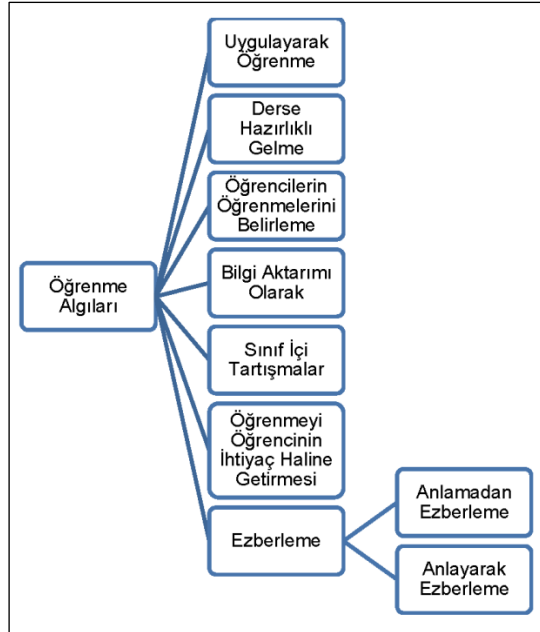 Uygulayarak
Öğrenme
Derse
Hazırlıklı
Gelme
Öğrencilerin
Öğrenmelerini
Belirleme
Öğrenme
Algıları
Bilgi Aktarımı
Olarak
Sınıf İçi
Tartışmalar
Öğrenmeyi
Öğrencinin
İhtiyaç Haline
Getirmesi
Ezberleme
Anlamadan
Ezberleme
Anlayarak
Ezberleme